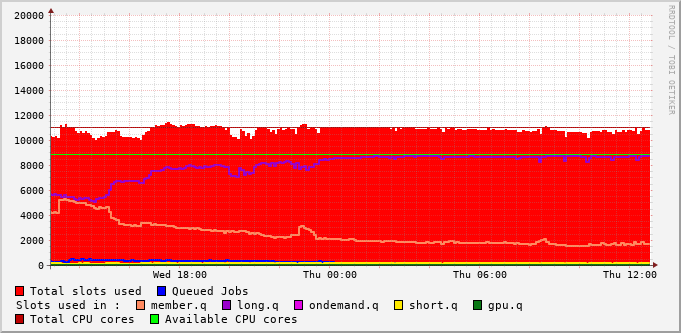 20000
18000
16000
14000
12000
10000
8000
6000
4000
2000
0
Wed 18:00 Thu 00:00 Thu 06:00 Thu 12:00
Total slots used Queued Jobs
Slots used in : member.q long.q ondemand.q short.q gpu.q
Total CPU cores Available CPU cores
RRDTOOL / TOBI OETIKER